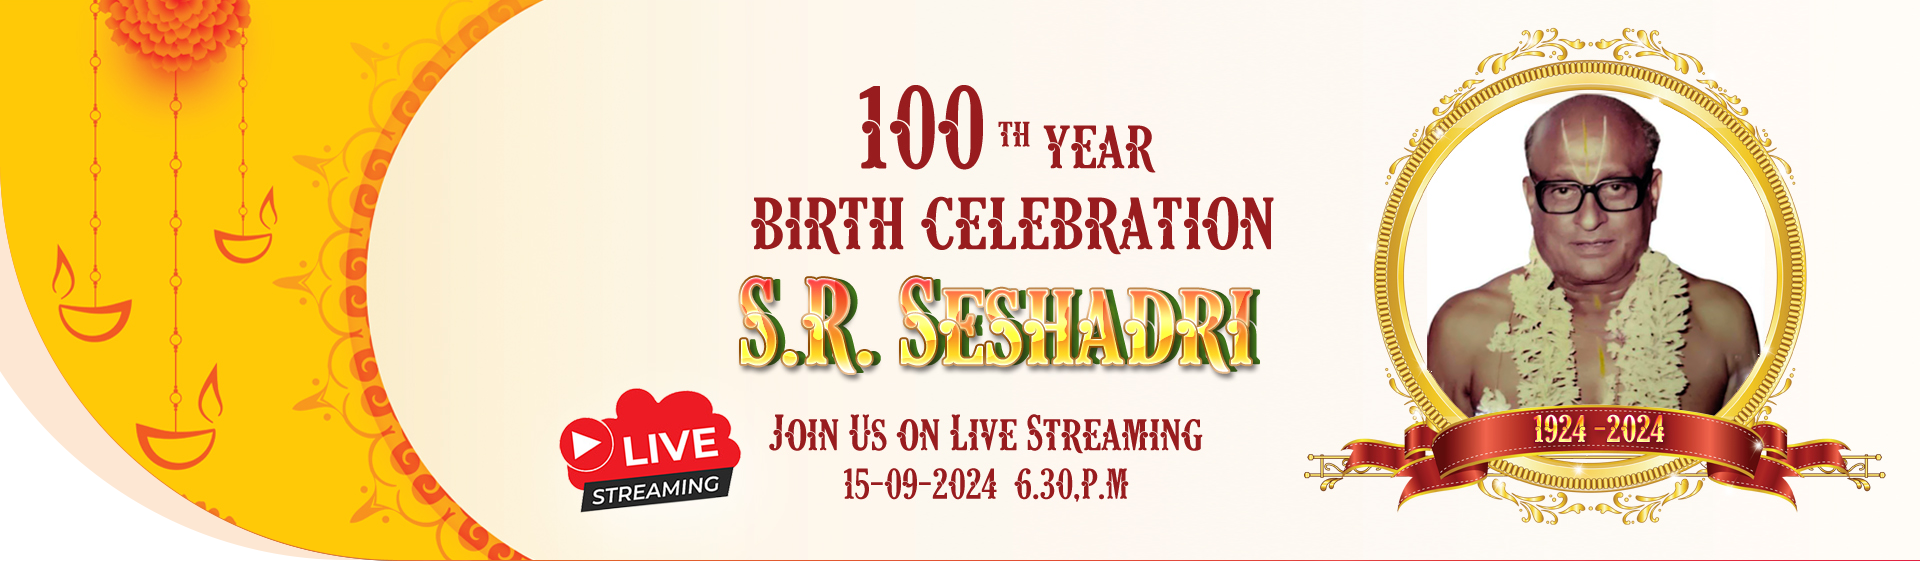 100 TH YEAR
BIRTH CELEBRATION
S.R. SESHADRI
LIVE
STREAMING
JOIN US ON LIVE STREAMING
15-09-2024 6.30,P.M
1924 -2024